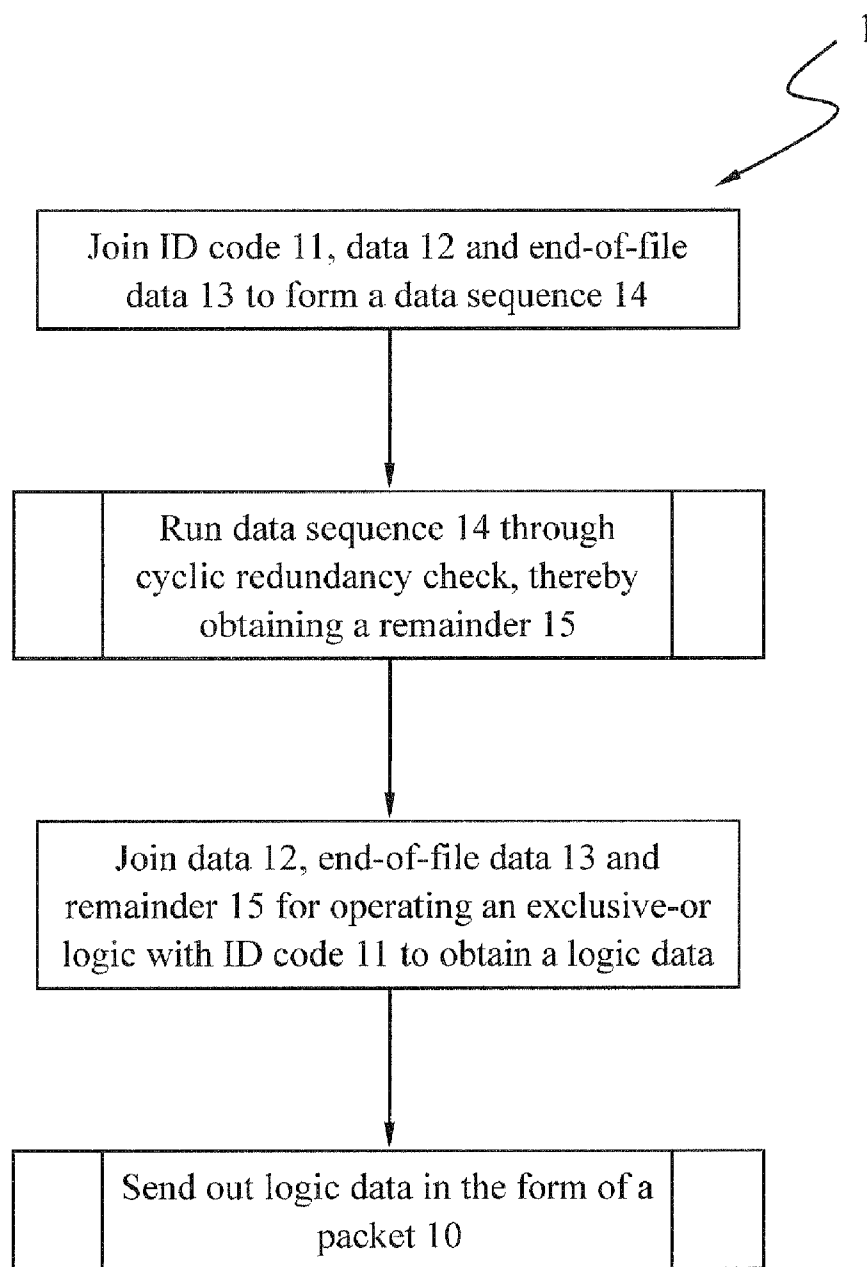 1
Join ID code 11, data 12 and end-of-file
data 13 to form a data sequence 14
Run data sequence 14 through
cyclic redundancy check, thereby
obtaining a remainder 15
Join data 12, end-of-file data 13 and
remainder 15 for operating an exclusive-or
logic with ID code 11 to obtain a logic data
Send out logic data in the form of a
packet 10